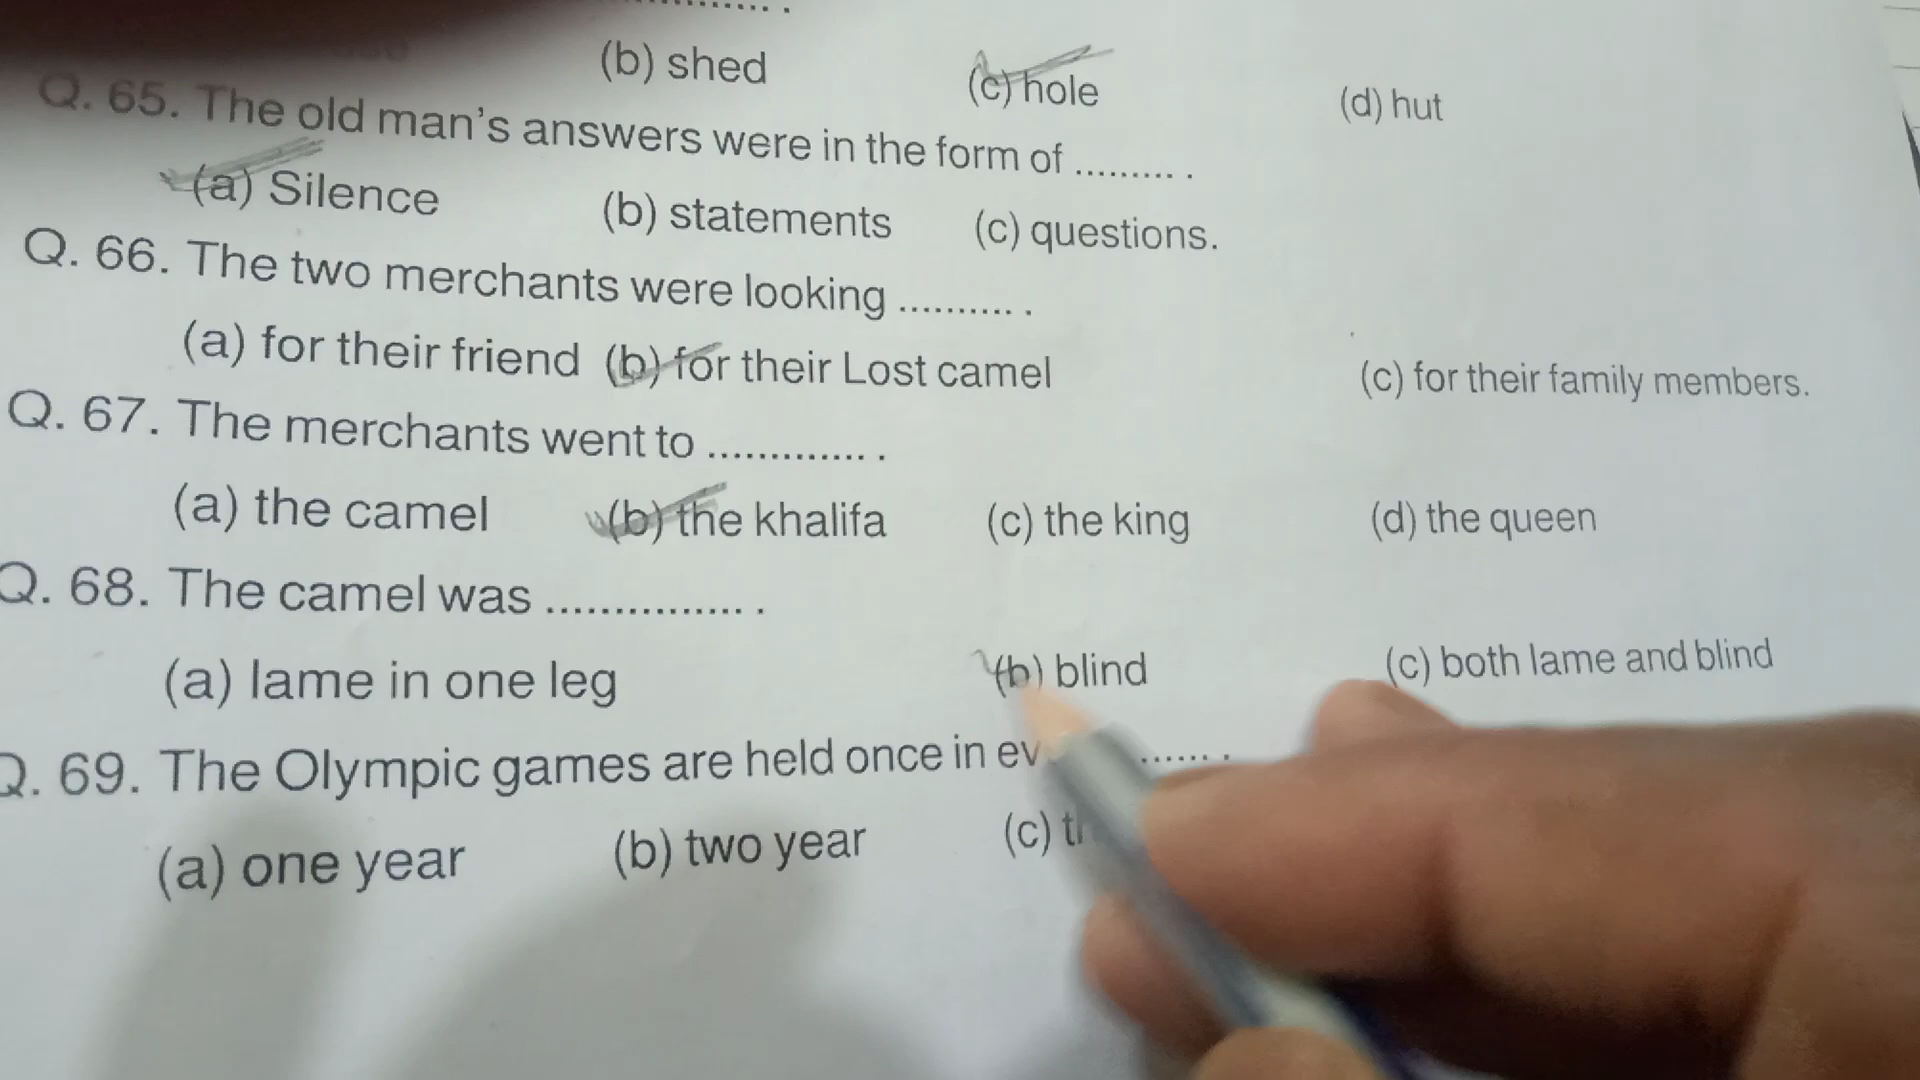 (b) shed (c) hole (d) hut
Q. 65. The old man's answers were in the form of .......... .
(a) Silence (b) statements (c) questions.
Q. 66. The two merchants were looking ........... .
(a) for their friend (b) for their Lost camel (c) for their family members.
Q. 67. The merchants went to ............. .
(a) the camel (b) the khalifa (c) the king (d) the queen
Q. 68. The camel was ............... .
(a) lame in one leg (b) blind (c) both lame and blind
Q. 69. The Olympic games are held once in ...... .
(a) one year (b) two year (c)